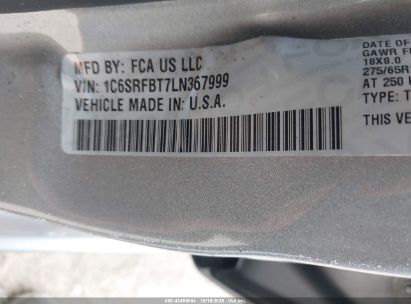 MFD BY: FCA US LLC
VIN: 1C6SRFBT7LN367999
VEHICLE MADE IN U.S.A.
DATE OF
GAWR F
18X8.0
275/65R
AT 250
TYPE: T
THIS VE